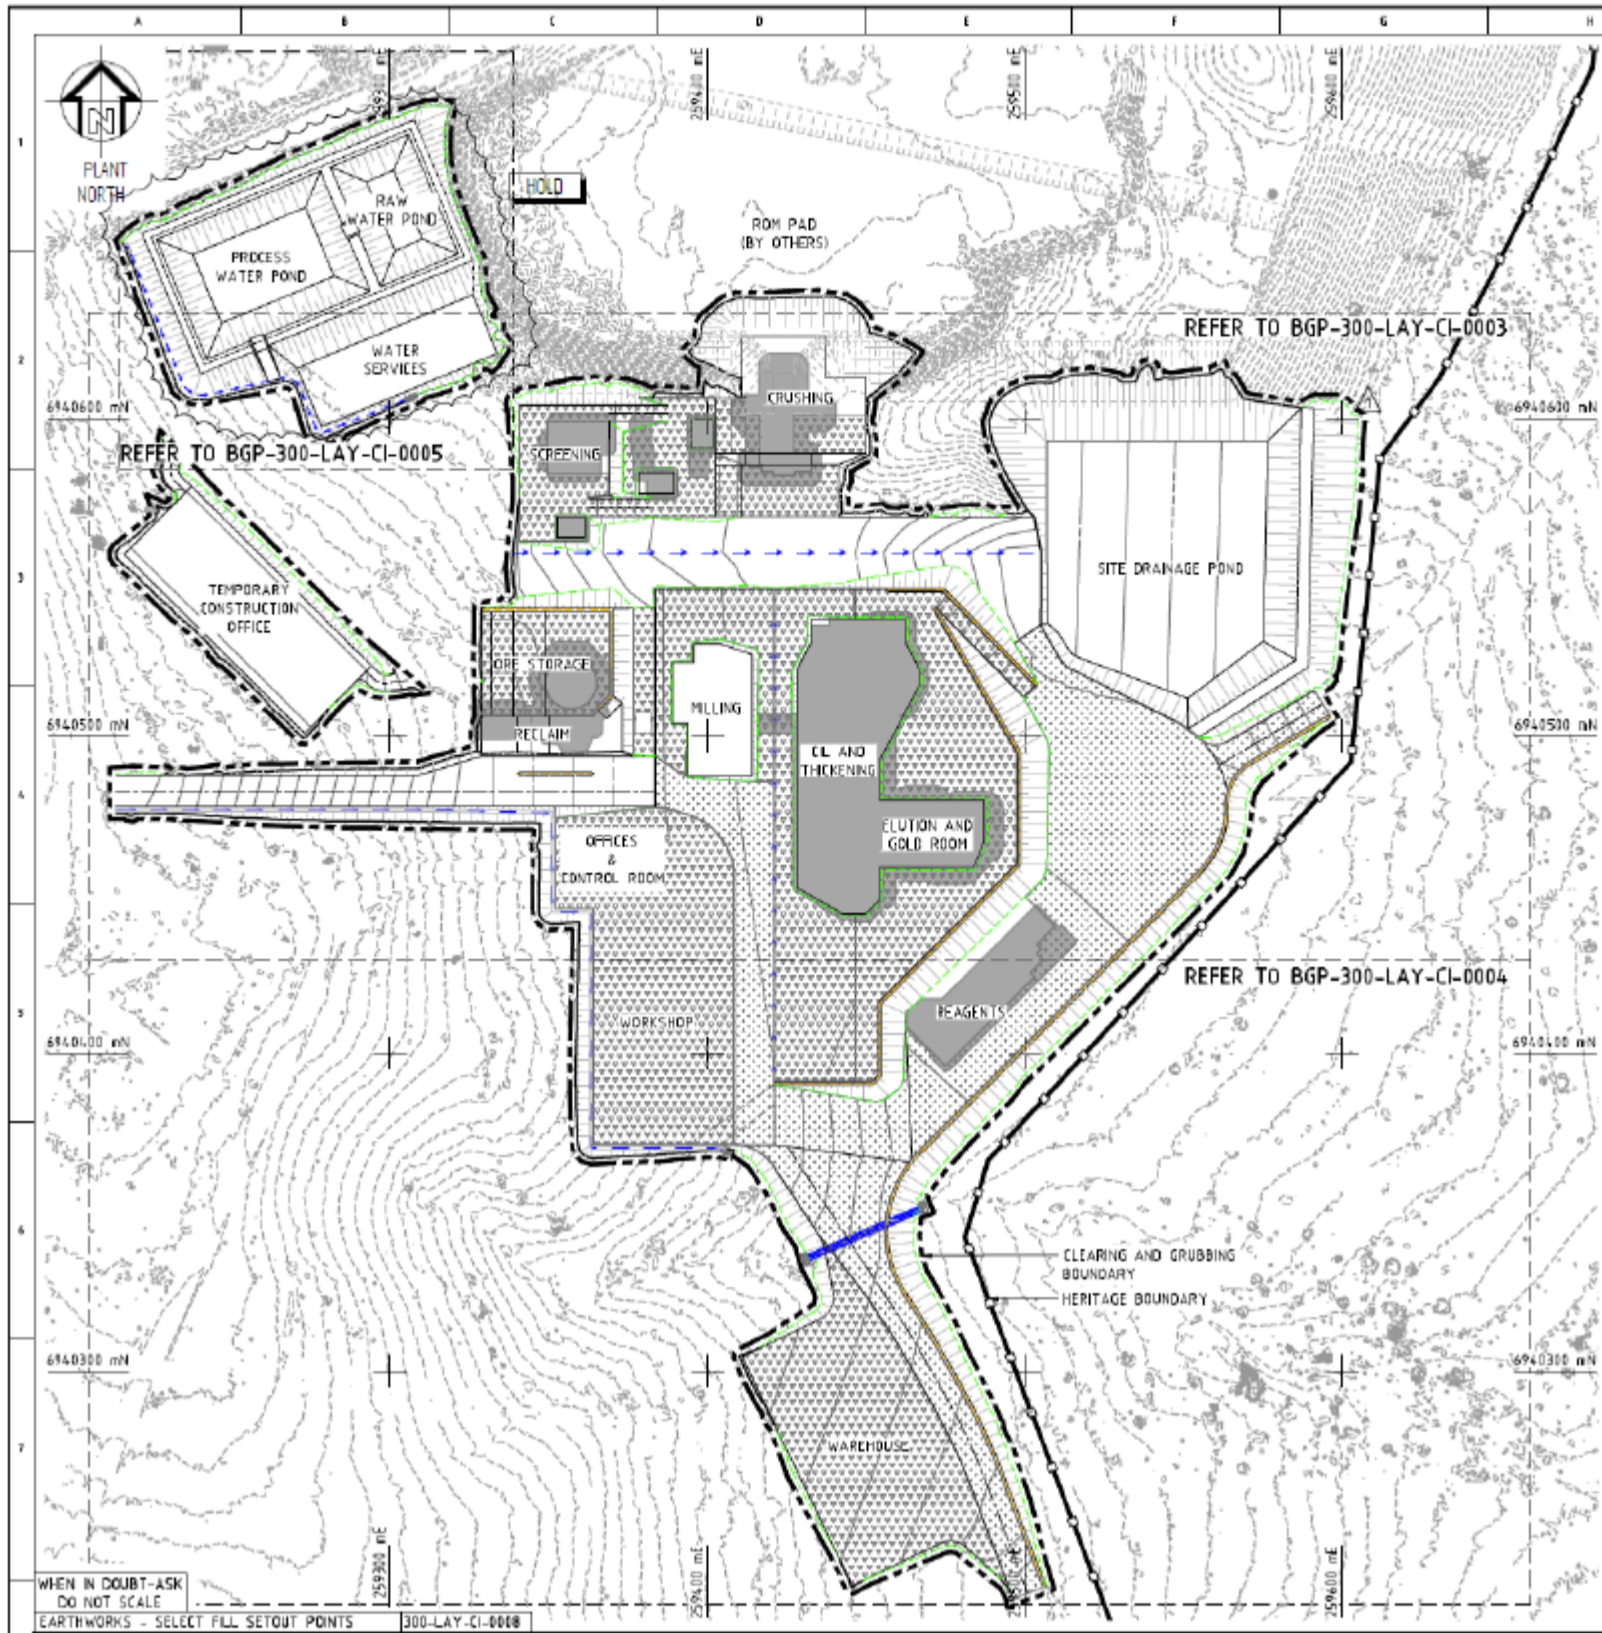 A B C D E F G H
259300 mE
259400 mE
259500 mE
259600 mE
N
PLANT
NORTH
1
2
3
4
5
6
7
HOLD
RAW
WATER POND
PROCESS
WATER POND
WATER
SERVICES
ROM PAD
(BY OTHERS)
REFER TO BGP-300-LAY-CI-0003
CRUSHING
6940600 mN
6940600 mN
REFER TO BGP-300-LAY-CI-0005
SCREENING
SITE DRAINAGE POND
TEMPORARY
CONSTRUCTION
OFFICE
ORE STORAGE
MILLING
6940500 mN
6940500 mN
RECLAIM
CIL AND
THICKENING
ELUTION AND
GOLD ROOM
OFFICES
&
CONTROL ROOM
REFER TO BGP-300-LAY-CI-0004
REAGENTS
WORKSHOP
6940400 mN
6940400 mN
CLEARING AND GRUBBING
BOUNDARY
HERITAGE BOUNDARY
6940300 mN
6940300 mN
WAREHOUSE
259300 mE
259400 mE
259600 mE
WHEN IN DOUBT-ASK
DO NOT SCALE
EARTHWORKS - SELECT FILL SETOUT POINTS 300-LAY-CI-0008